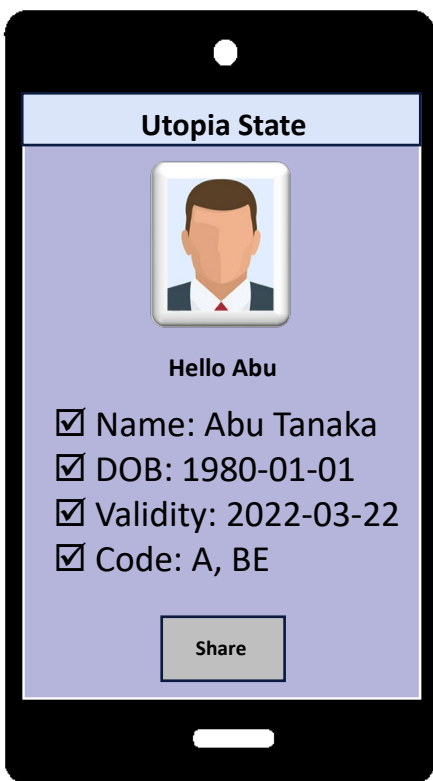 Utopia State
Hello Abu
☑ Name: Abu Tanaka
☑ DOB: 1980-01-01
☑ Validity: 2022-03-22
☑ Code: A, BE
Share